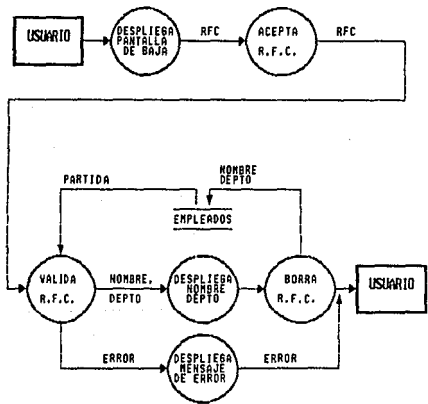 USUARIO
DESPLIEGA
PANTALLA
DE BAJA
RFC
ACEPTA
R.F.C.
RFC
PARTIDA
NOMBRE
DEPTO
EMPLEADOS
VALIDA
R.F.C.
NOMBRE,
DEPTO
DESPLIEGA
NOMBRE
DEPTO
BORRA
R.F.C.
USUARIO
ERROR
DESPLIEGA
MENSAJE
DE ERROR
ERROR